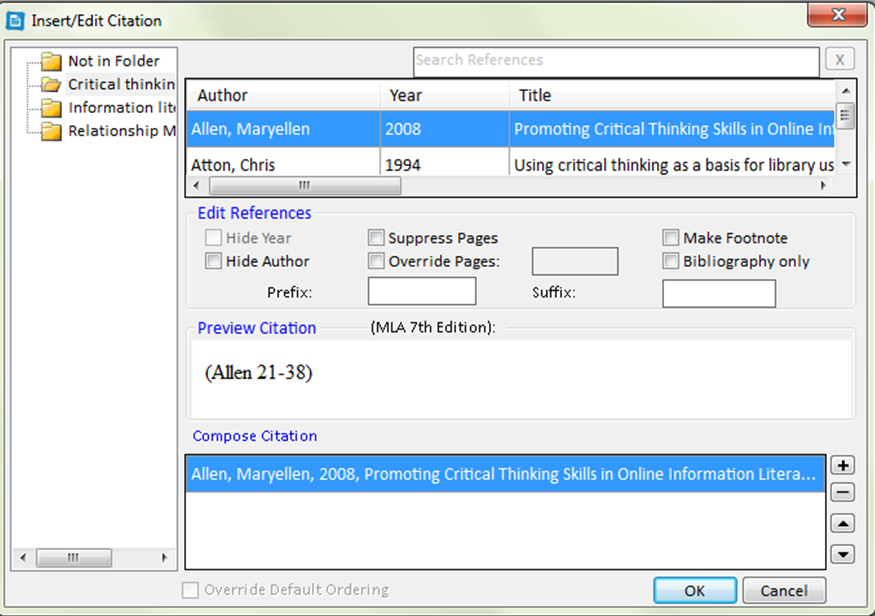 Insert/Edit Citation
X
Not in Folder
Critical thinkin
Information lite
Relationship M
Search References
X
Author Year Title
Allen, Maryellen 2008 Promoting Critical Thinking Skills in Online In
Atton, Chris 1994 Using critical thinking as a basis for library us
Edit References
Hide Year Suppress Pages Make Footnote
Hide Author Override Pages: Bibliography only
Prefix: Suffix:
Preview Citation (MLA 7th Edition):
(Allen 21-38)
Compose Citation
Allen, Maryellen, 2008, Promoting Critical Thinking Skills in Online Information Litera...
Override Default Ordering OK Cancel